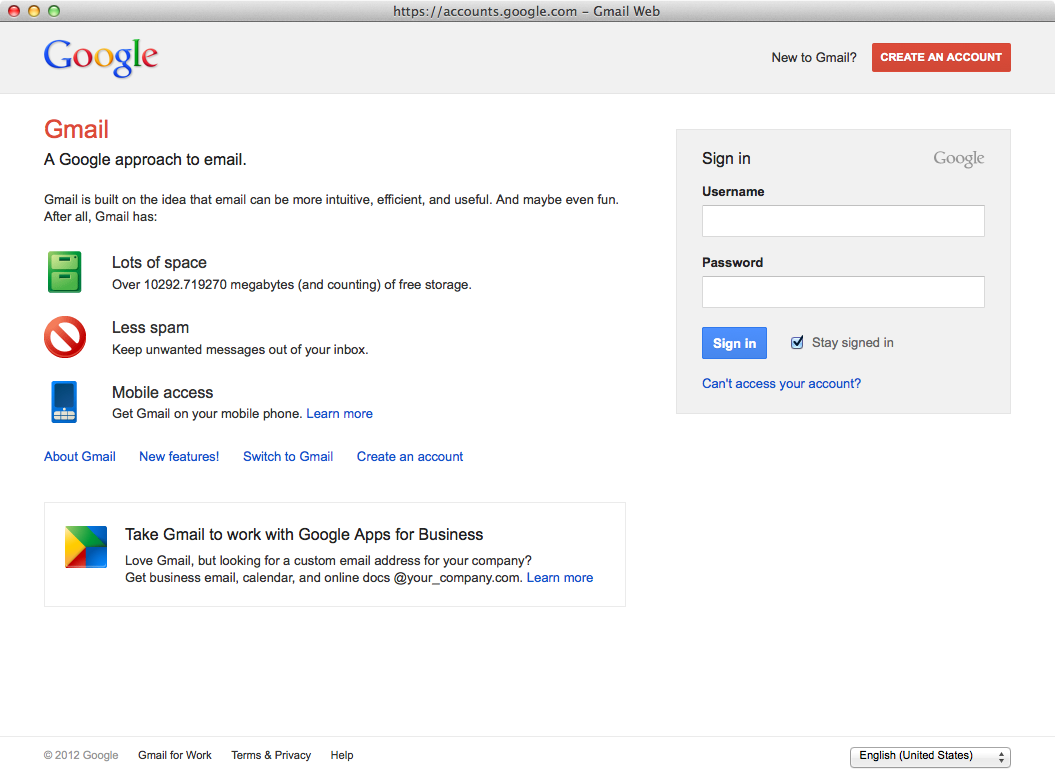 https://accounts.google.com – Gmail Web
Google
New to Gmail?
CREATE AN ACCOUNT
Gmail
A Google approach to email.
Gmail is built on the idea that email can be more intuitive, efficient, and useful. And maybe even fun.
After all, Gmail has:
Lots of space
Over 10292.719270 megabytes (and counting) of free storage.
Less spam
Keep unwanted messages out of your inbox.
Mobile access
Get Gmail on your mobile phone. Learn more
About Gmail New features! Switch to Gmail Create an account
Take Gmail to work with Google Apps for Business
Love Gmail, but looking for a custom email address for your company?
Get business email, calendar, and online docs @your_company.com. Learn more
Sign in Google
Username
Password
Sign in Stay signed in
Can't access your account?
© 2012 Google Gmail for Work Terms & Privacy Help
English (United States)